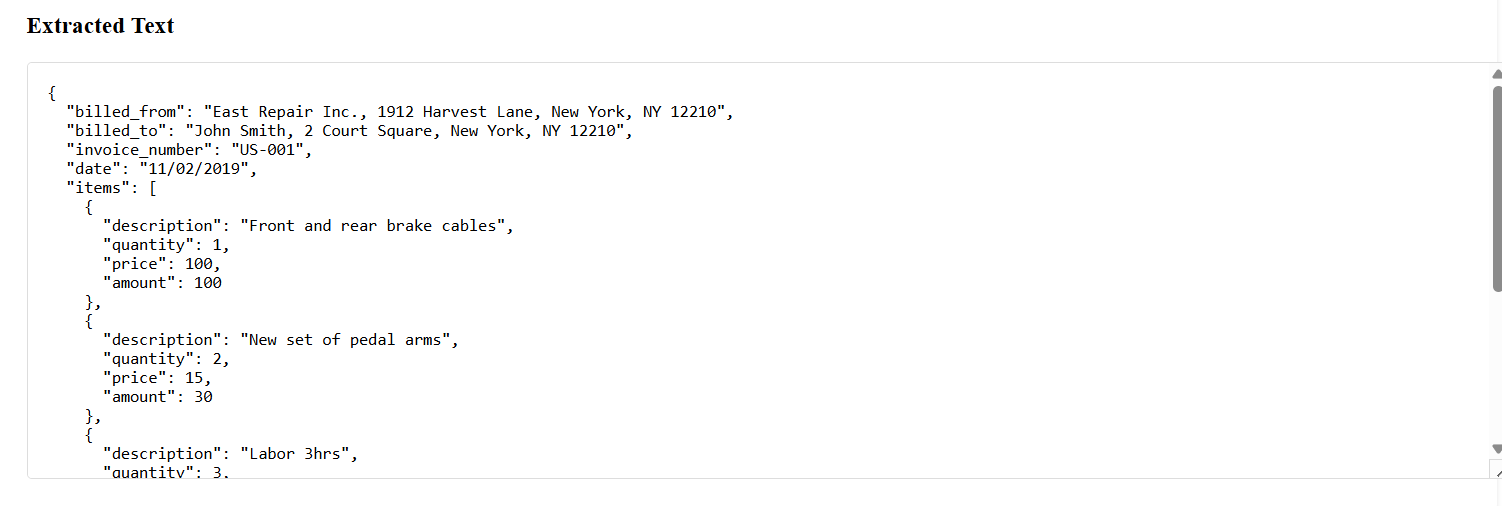 Extracted Text
{
  "billed_from": "East Repair Inc., 1912 Harvest Lane, New York, NY 12210",
  "billed_to": "John Smith, 2 Court Square, New York, NY 12210",
  "invoice_number": "US-001",
  "date": "11/02/2019",
  "items": [
    {
      "description": "Front and rear brake cables",
      "quantity": 1,
      "price": 100,
      "amount": 100
    },
    {
      "description": "New set of pedal arms",
      "quantity": 2,
      "price": 15,
      "amount": 30
    },
    {
      "description": "Labor 3hrs",
      "quantity": 3,